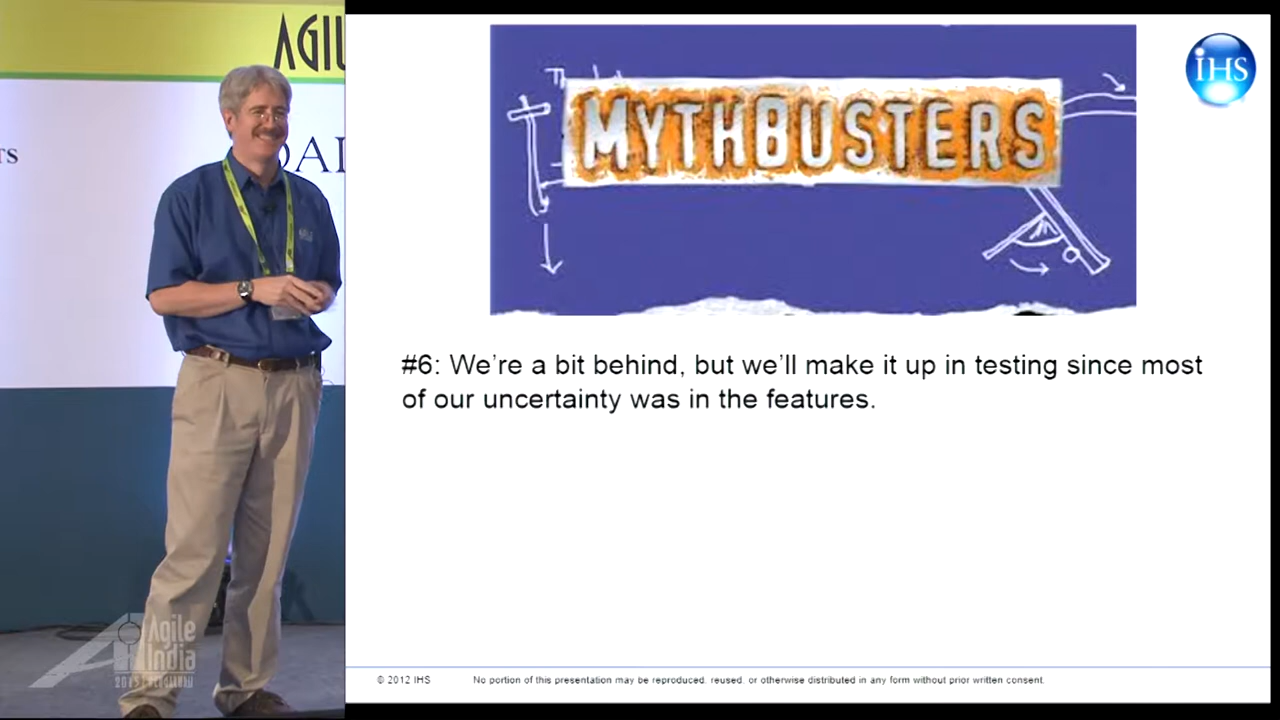 AGIL
TS
DAI
IHS
MYTHBUSTERS
#6: We're a bit behind, but we'll make it up in testing since most
of our uncertainty was in the features.
Agile
India
© 2012 IHS
No portion of this presentation may be reproduced, reused, or otherwise distributed in any form without prior written consent.